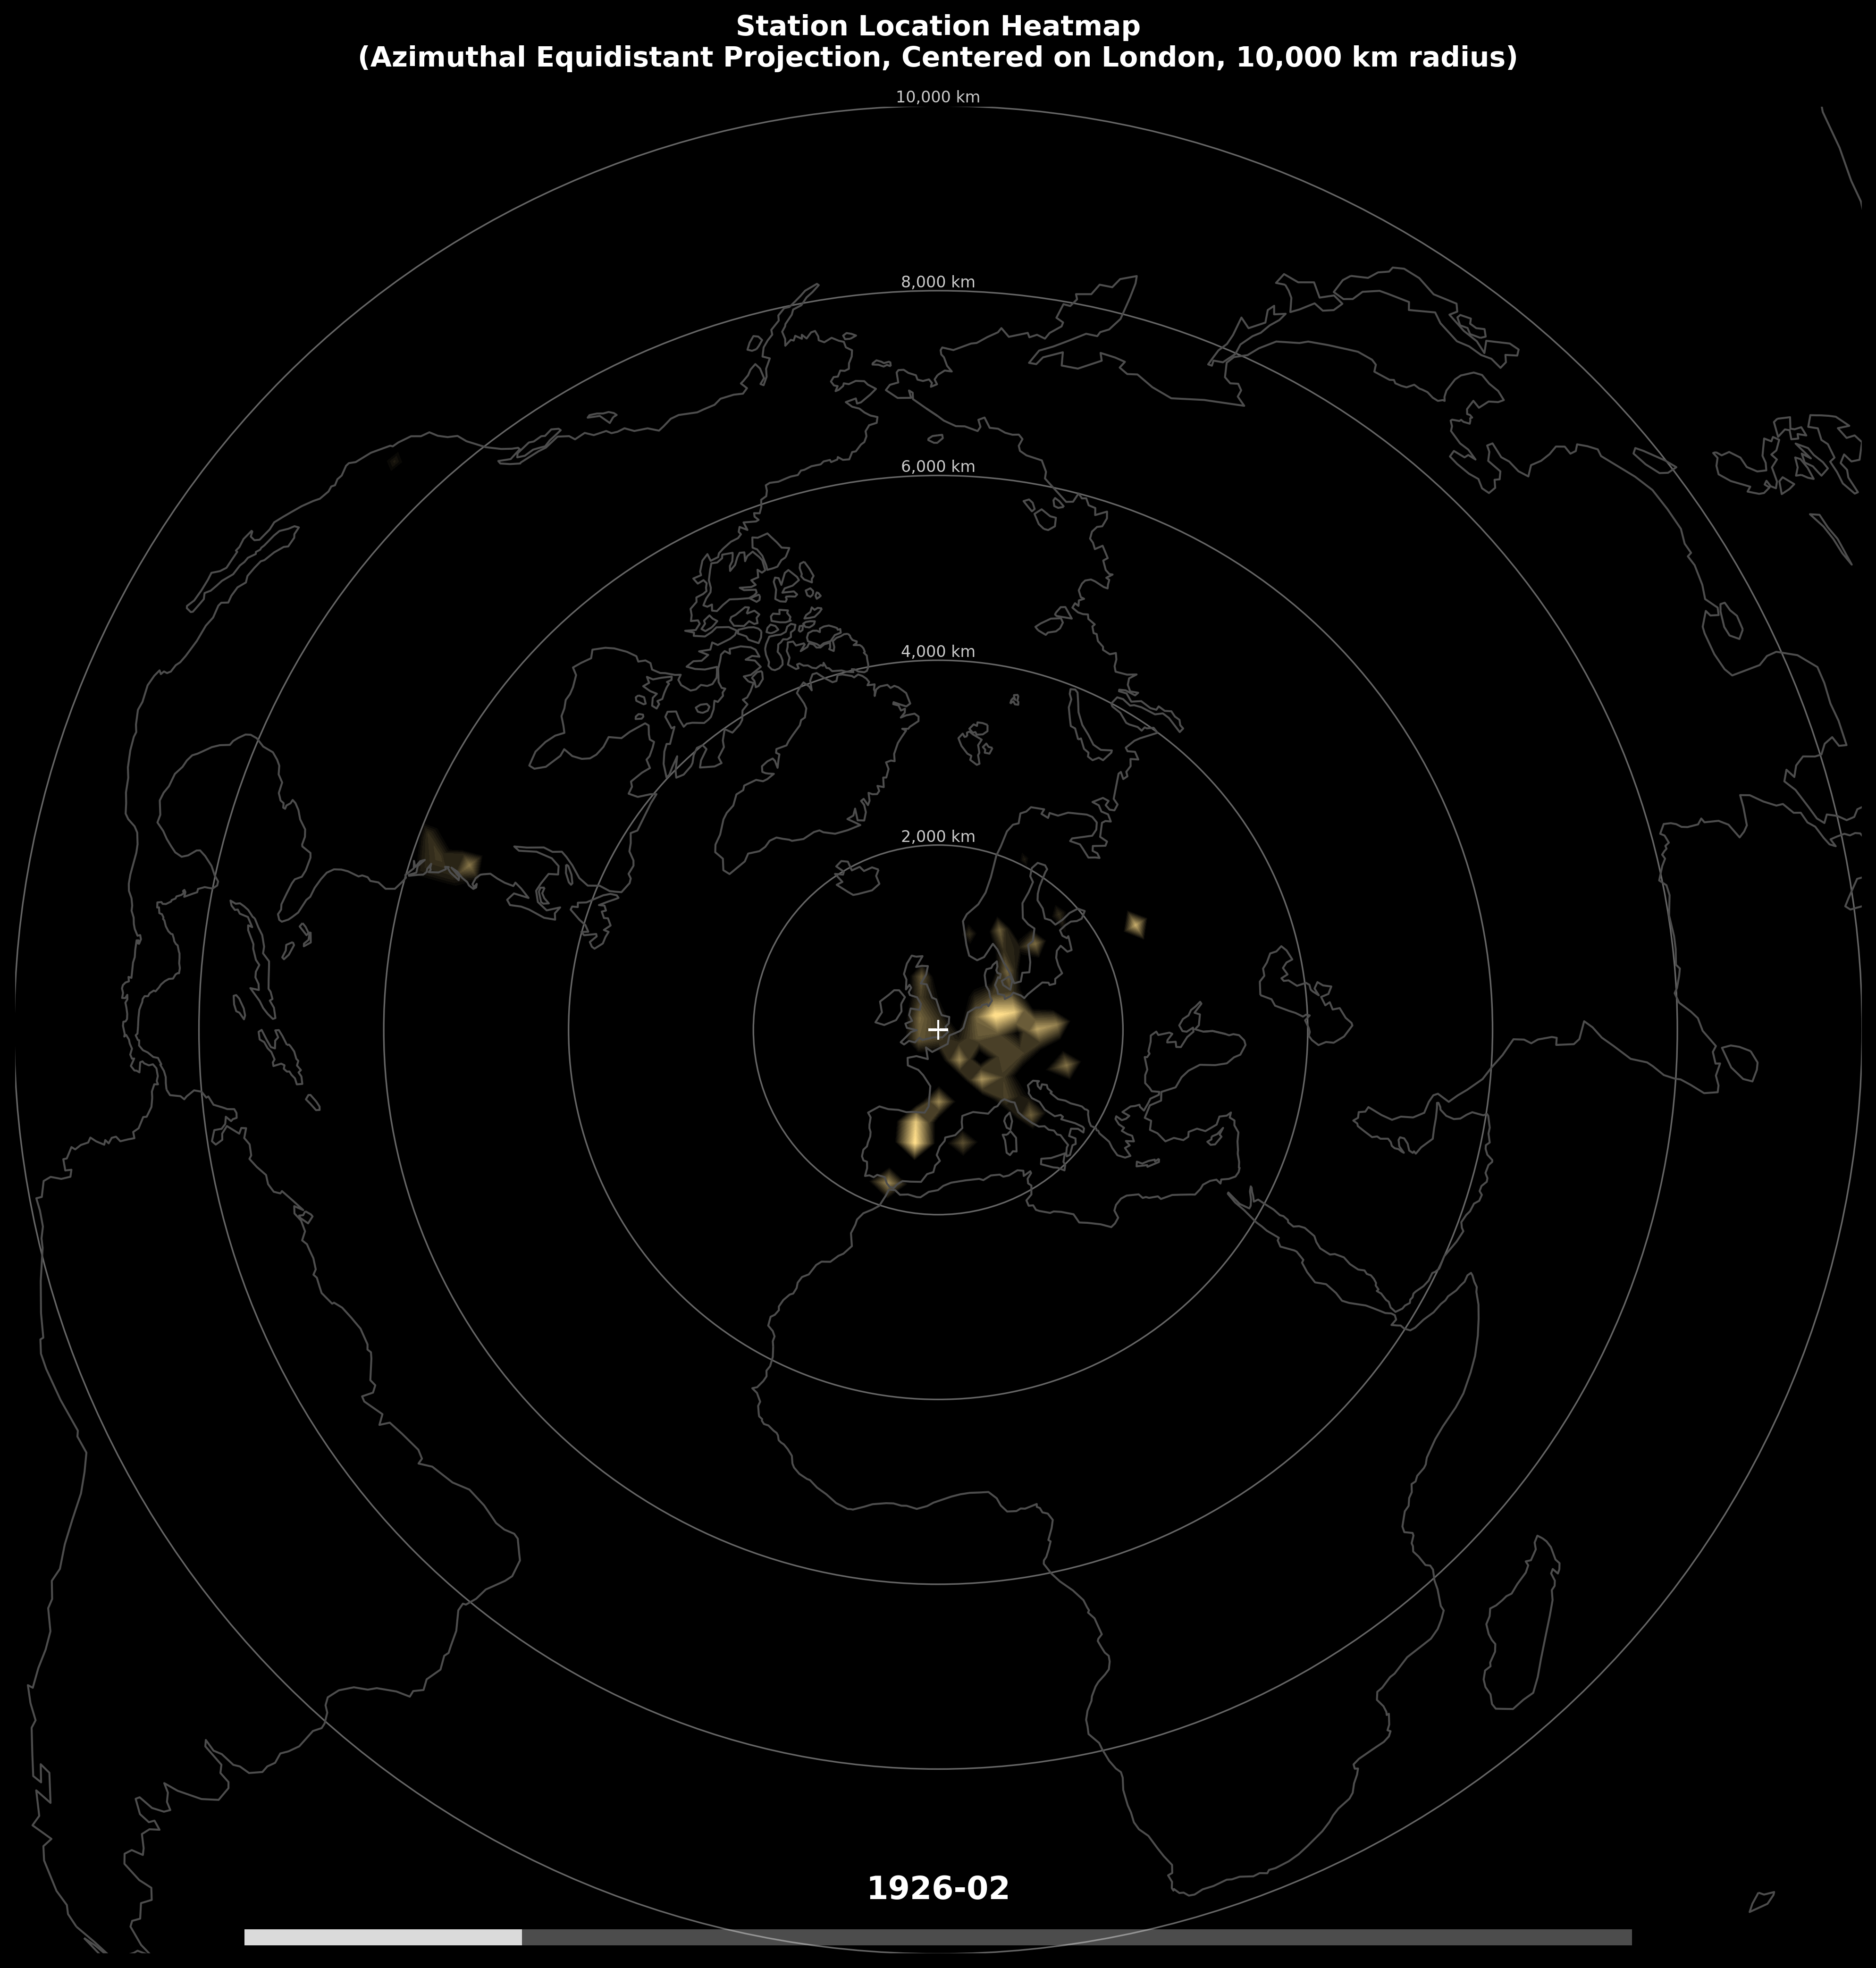 Station Location Heatmap
(Azimuthal Equidistant Projection, Centered on London, 10,000 km radius)
10,000 km
8,000 km
6,000 km
4,000 km
2,000 km
1926-02